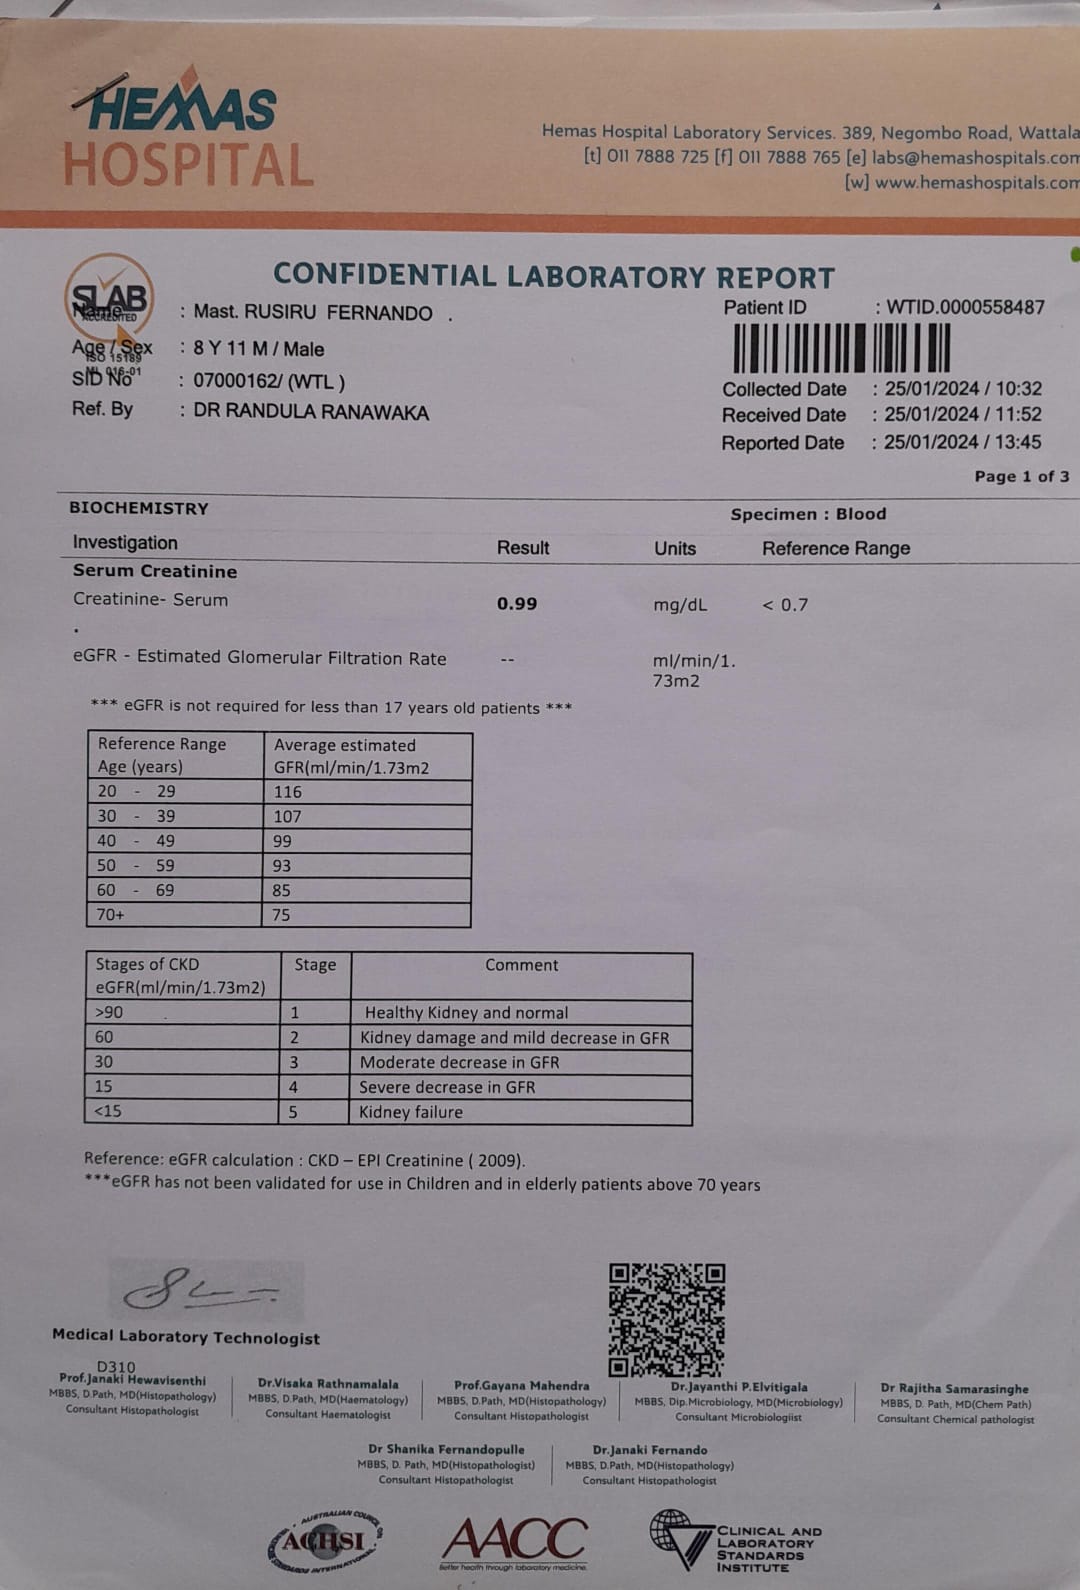 HEMAS
HOSPITAL
Hemas Hospital Laboratory Services. 389, Negombo Road, Wattala
[t] 011 7888 725 [f] 011 7888 765 [e] labs@hemashospitals.com
[w] www.hemashospitals.com
CONFIDENTIAL LABORATORY REPORT
SLAB
ACCREDITED
ISO 15189
Name : Mast. RUSIRU FERNANDO .
Age / Sex : 8 Y 11 M / Male
SID No : 07000162/ (WTL )
Ref. By : DR RANDULA RANAWAKA
Patient ID : WTID.0000558487
Collected Date : 25/01/2024 / 10:32
Received Date : 25/01/2024 / 11:52
Reported Date : 25/01/2024 / 13:45
Page 1 of 3
BIOCHEMISTRY Specimen : Blood
Investigation Result Units Reference Range
Serum Creatinine
Creatinine- Serum 0.99 mg/dL < 0.7
.
eGFR - Estimated Glomerular Filtration Rate -- ml/min/1.
73m2
*** eGFR is not required for less than 17 years old patients ***
Reference Range Average estimated
Age (years) GFR(ml/min/1.73m2
20 - 29 116
30 - 39 107
40 - 49 99
50 - 59 93
60 - 69 85
70+ 75
Stages of CKD Stage Comment
eGFR(ml/min/1.73m2)
>90 1 Healthy Kidney and normal
60 2 Kidney damage and mild decrease in GFR
30 3 Moderate decrease in GFR
15 4 Severe decrease in GFR
<15 5 Kidney failure
Reference: eGFR calculation : CKD – EPI Creatinine ( 2009).
***eGFR has not been validated for use in Children and in elderly patients above 70 years
Medical Laboratory Technologist
D310
Prof.Janaki Hewavisenthi
MBBS, D.Path, MD(Histopathology)
Consultant Histopathologist
Dr.Visaka Rathnamalala
MBBS, D.Path, MD(Haematology)
Consultant Haematologist
Prof.Gayana Mahendra
MBBS, D.Path, MD(Histopathology)
Consultant Histopathologist
Dr.Jayanthi P.Elvitigala
MBBS, Dip.Microbiology, MD(Microbiology)
Consultant Microbiologiist
Dr Rajitha Samarasinghe
MBBS, D. Path, MD(Chem Path)
Consultant Chemical pathologist
Dr Shanika Fernandopulle
MBBS, D. Path, MD(Histopathologist)
Consultant Histopathologist
Dr.Janaki Fernando
MBBS, D.Path, MD(Histopathology)
Consultant Histopathologist
AUSTRALIAN COUNCIL ON
ACHSI
AACC
Better health through laboratory medicine.
CLINICAL AND
LABORATORY
STANDARDS
INSTITUTE